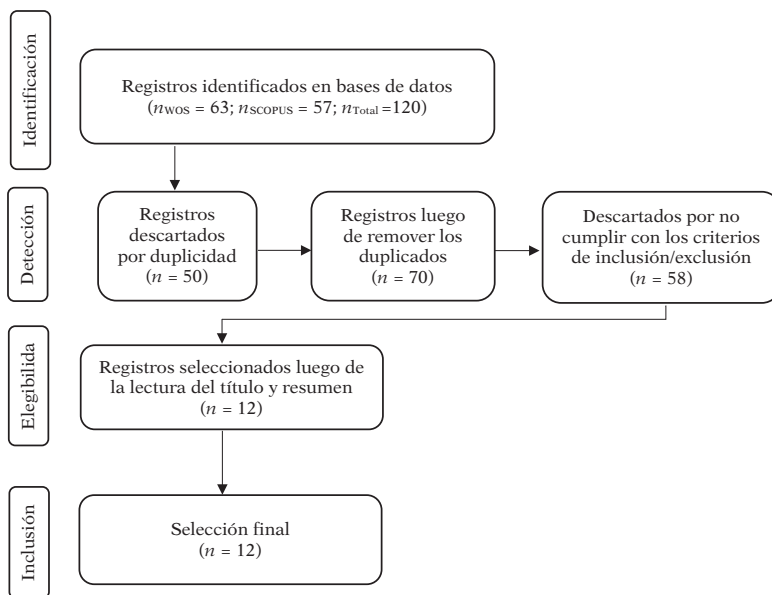 Identificación
Registros identificados en bases de datos
(nWOS = 63; nSCOPUS = 57; nTotal =120)
Detección
Registros
descartados
por duplicidad
(n = 50)
Registros luego
de remover los
duplicados
(n = 70)
Descartados por no
cumplir con los criterios
de inclusión/exclusión
(n = 58)
Elegibilida
Registros seleccionados luego de
la lectura del título y resumen
(n = 12)
Inclusión
Selección final
(n = 12)